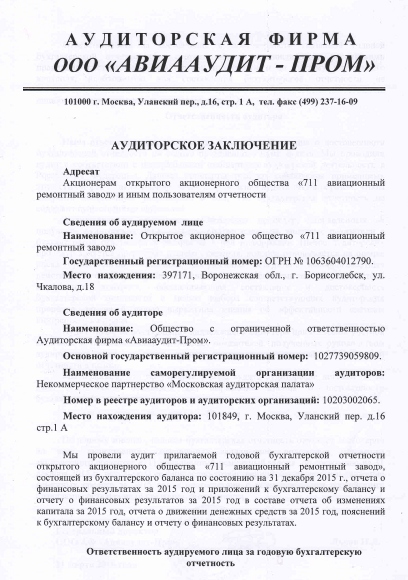 АУДИТОРСКАЯ ФИРМА
ООО «АВИААУДИТ - ПРОМ»
101000 г. Москва, Уланский пер., д.16, стр. 1 А, тел. факс (499) 237-16-09
АУДИТОРСКОЕ ЗАКЛЮЧЕНИЕ
Адресат
Акционерам открытого акционерного общества «711 авиационный
ремонтный завод» и иным пользователям отчетности
Сведения об аудируемом лице
Наименование: Открытое акционерное общество «711 авиационный
ремонтный завод»
Государственный регистрационный номер: ОГРН № 1063604012790.
Место нахождения: 397171, Воронежская обл., г. Борисоглебск, ул.
Чкалова, д.18
Сведения об аудиторе
Наименование: Общество с ограниченной ответственностью
Аудиторская фирма «Авиааудит-Пром».
Основной государственный регистрационный номер: 1027739059809.
Наименование саморегулируемой организации аудиторов:
Некоммерческое партнерство «Московская аудиторская палата»
Номер в реестре аудиторов и аудиторских организаций: 10203002065.
Место нахождения аудитора: 101849, г. Москва, Уланский пер. д.16
стр.1 А
Мы провели аудит прилагаемой годовой бухгалтерской отчетности
открытого акционерного общества «711 авиационный ремонтный завод»,
состоящей из бухгалтерского баланса по состоянию на 31 декабря 2015 г., отчета о
финансовых результатах за 2015 год и приложений к бухгалтерскому балансу и
отчету о финансовых результатов за 2015 год в составе отчета об изменениях
капитала за 2015 год, отчета о движении денежных средств за 2015 год, пояснений
к бухгалтерскому балансу и отчету о финансовых результатах.
Ответственность аудируемого лица за годовую бухгалтерскую
отчетность